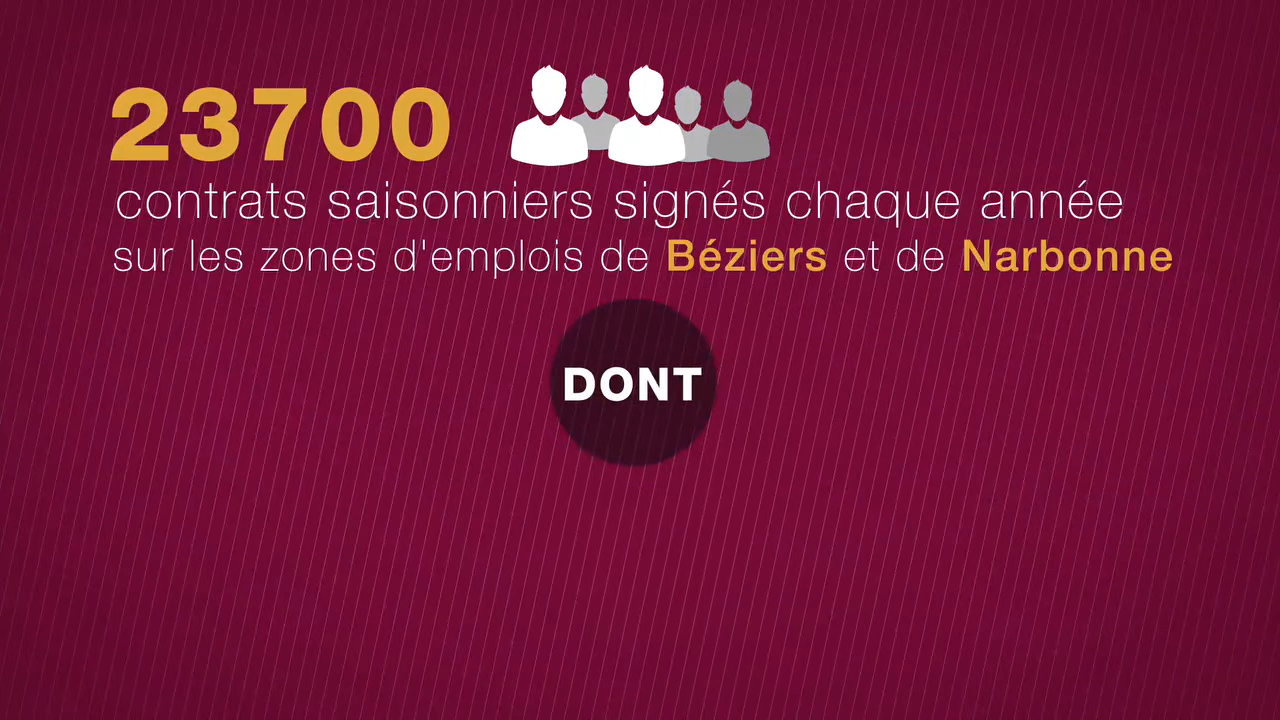 23700
contrats saisonniers signés chaque année
sur les zones d'emplois de Béziers et de Narbonne
DONT